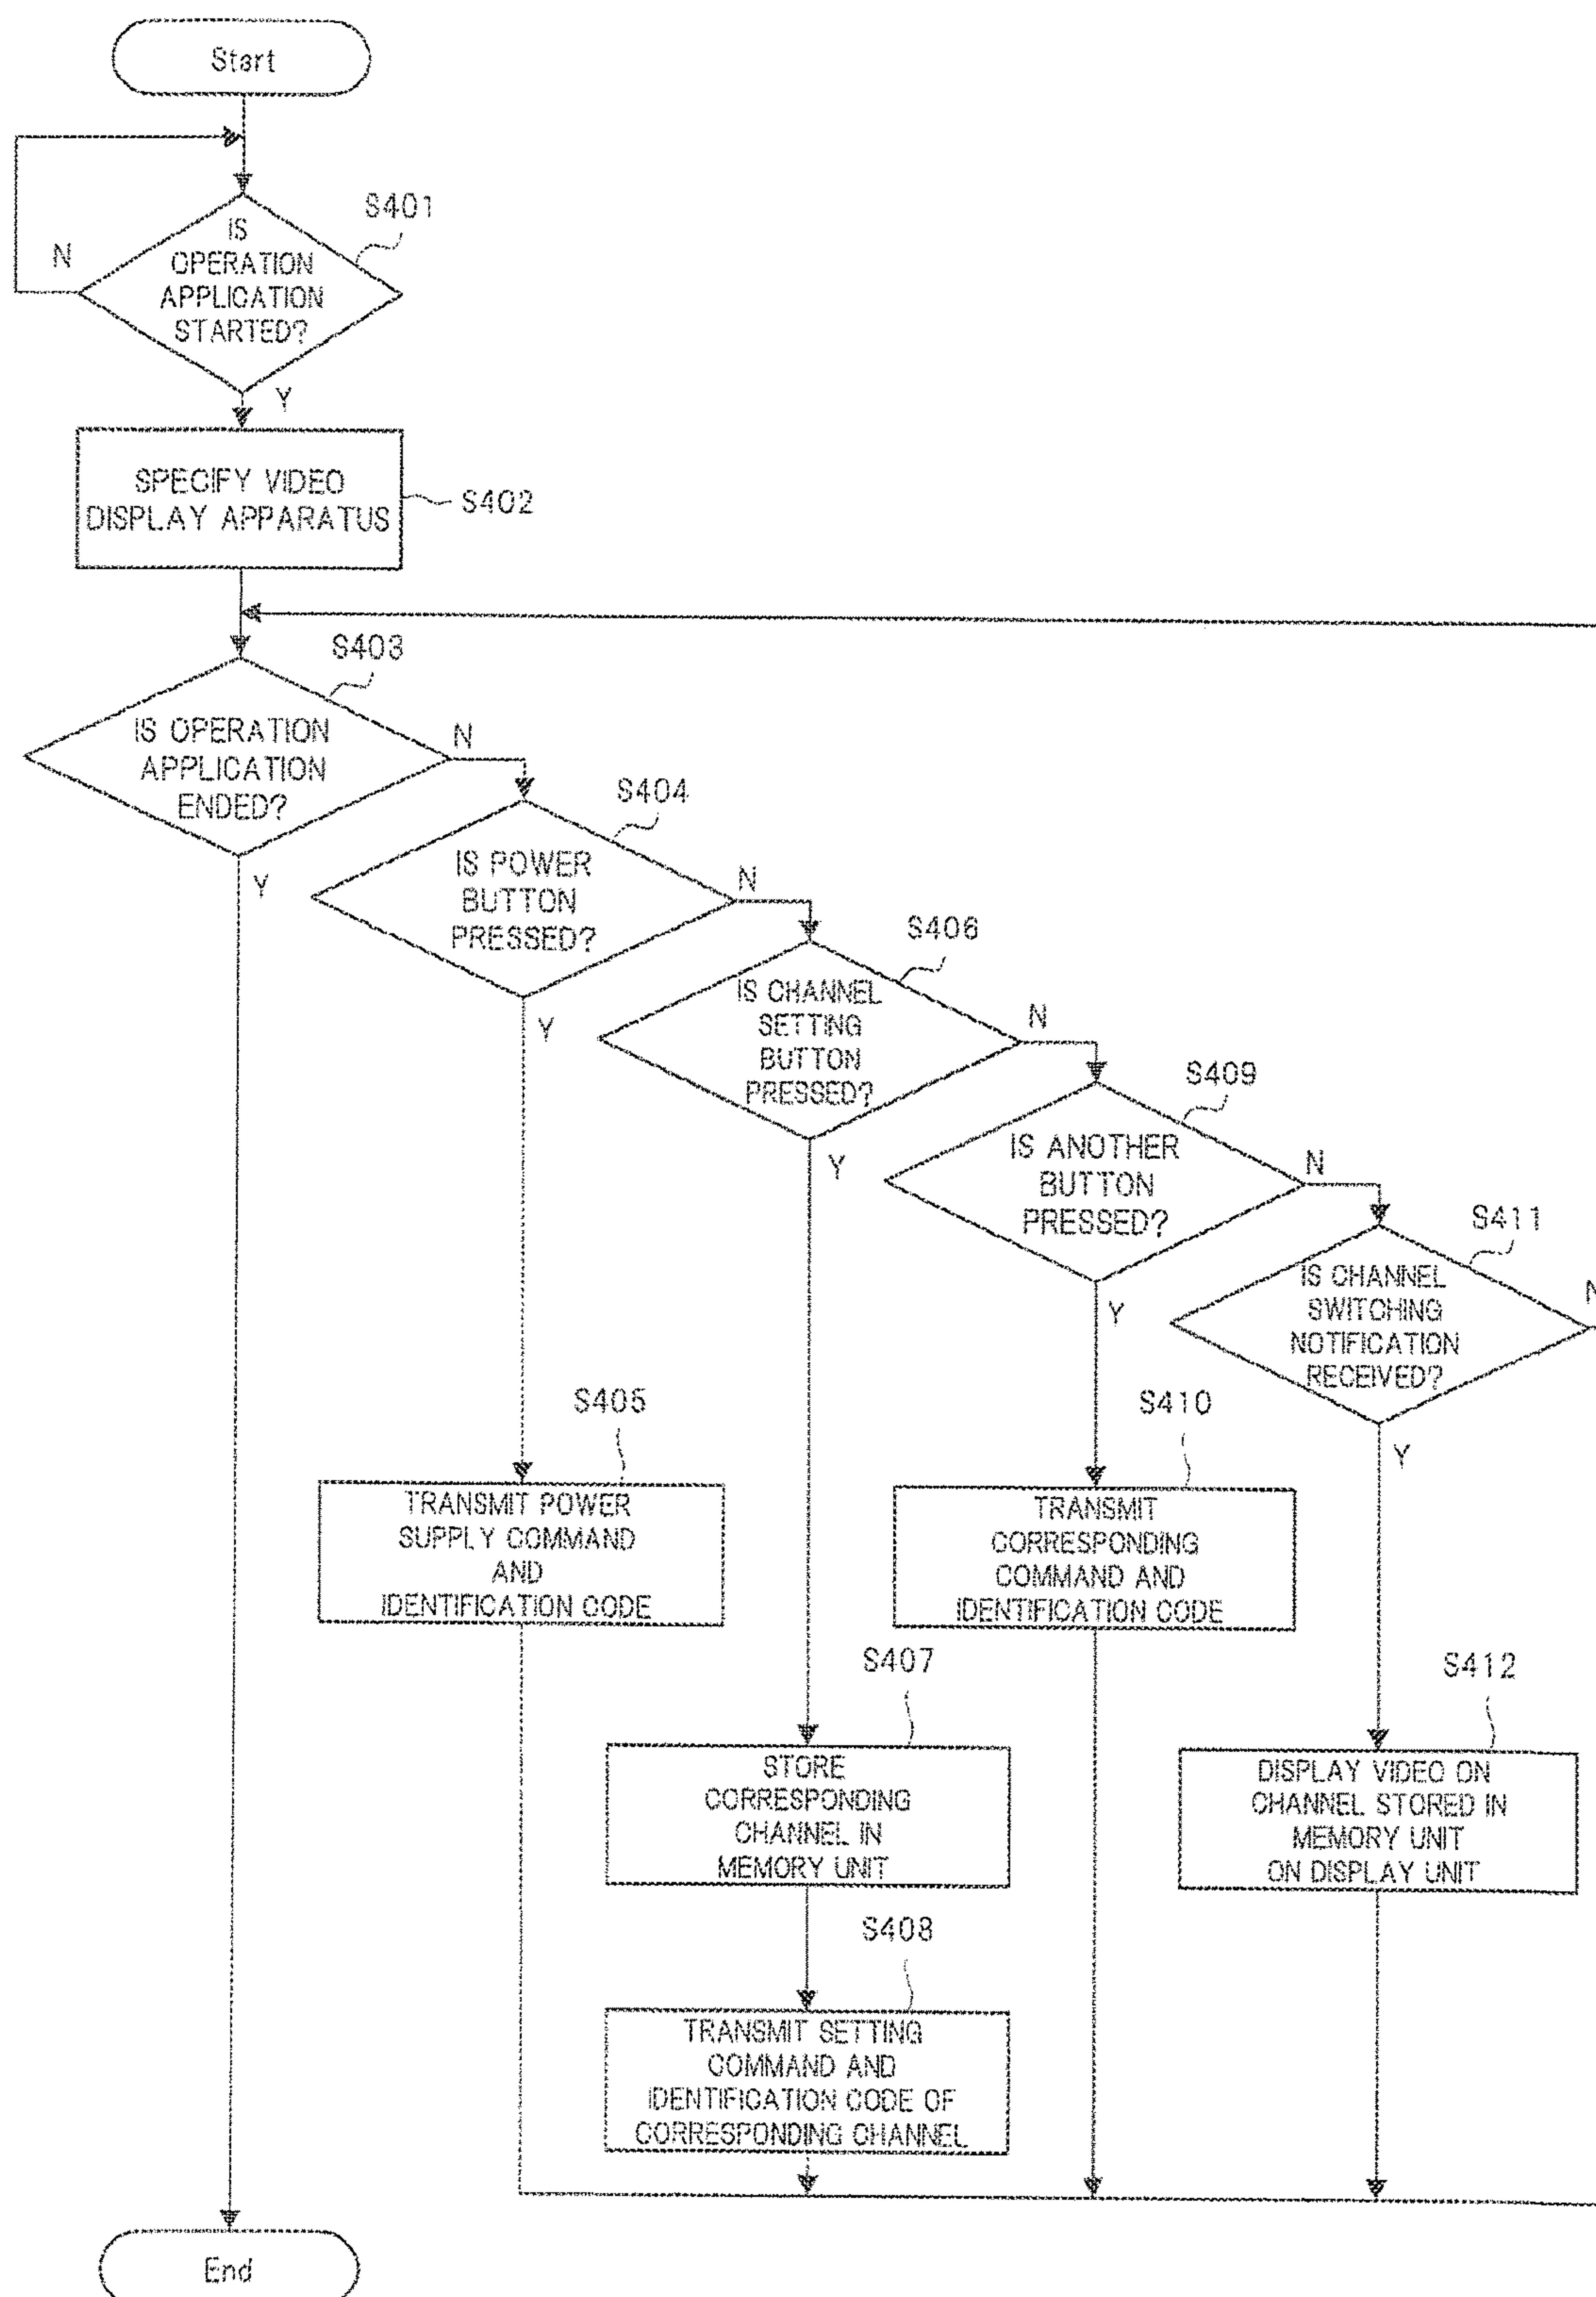 Start
S401
IS
OPERATION
APPLICATION
STARTED?
N
Y
SPECIFY VIDEO
DISPLAY APPARATUS
S402
S403
IS OPERATION
APPLICATION
ENDED?
N
Y
S404
IS POWER
BUTTON
PRESSED?
N
Y
S406
IS CHANNEL
SETTING
BUTTON
PRESSED?
N
Y
S409
IS ANOTHER
BUTTON
PRESSED?
N
Y
S411
IS CHANNEL
SWITCHING
NOTIFICATION
RECEIVED?
N
Y
S405
TRANSMIT POWER
SUPPLY COMMAND
AND
IDENTIFICATION CODE
S410
TRANSMIT
CORRESPONDING
COMMAND AND
IDENTIFICATION CODE
S407
STORE
CORRESPONDING
CHANNEL IN
MEMORY UNIT
S412
DISPLAY VIDEO ON
CHANNEL STORED IN
MEMORY UNIT
ON DISPLAY UNIT
S408
TRANSMIT SETTING
COMMAND AND
IDENTIFICATION CODE OF
CORRESPONDING CHANNEL
End